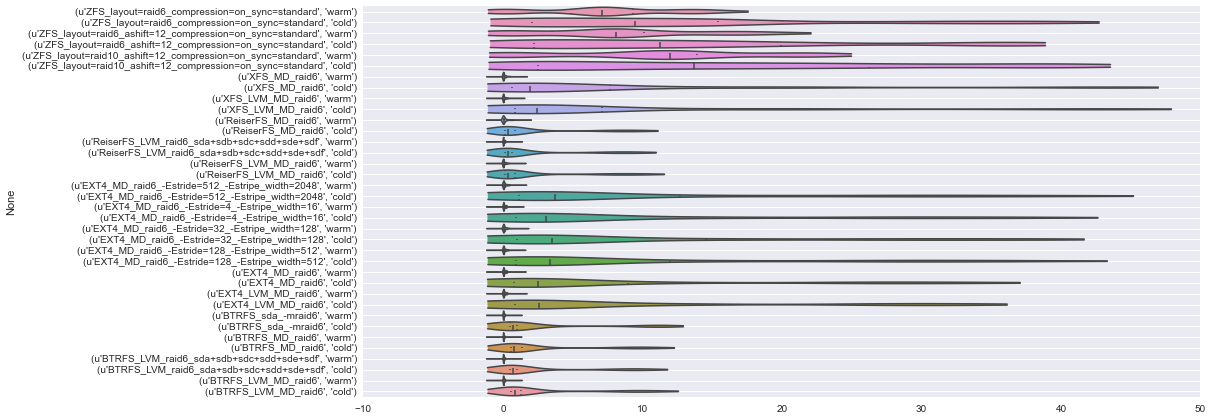 (u'ZFS_layout=raid6_compression=on_sync=standard', 'warm')
(u'ZFS_layout=raid6_compression=on_sync=standard', 'cold')
(u'ZFS_layout=raid6_ashift=12_compression=on_sync=standard', 'warm')
(u'ZFS_layout=raid6_ashift=12_compression=on_sync=standard', 'cold')
(u'ZFS_layout=raid10_ashift=12_compression=on_sync=standard', 'warm')
(u'ZFS_layout=raid10_ashift=12_compression=on_sync=standard', 'cold')
(u'XFS_MD_raid6', 'warm')
(u'XFS_MD_raid6', 'cold')
(u'XFS_LVM_MD_raid6', 'warm')
(u'XFS_LVM_MD_raid6', 'cold')
(u'ReiserFS_MD_raid6', 'warm')
(u'ReiserFS_MD_raid6', 'cold')
(u'ReiserFS_LVM_raid6_sda+sdb+sdc+sdd+sde+sdf', 'warm')
(u'ReiserFS_LVM_raid6_sda+sdb+sdc+sdd+sde+sdf', 'cold')
(u'ReiserFS_LVM_MD_raid6', 'warm')
(u'ReiserFS_LVM_MD_raid6', 'cold')
(u'EXT4_MD_raid6_-Estride=512_-Estripe_width=2048', 'warm')
(u'EXT4_MD_raid6_-Estride=512_-Estripe_width=2048', 'cold')
(u'EXT4_MD_raid6_-Estride=4_-Estripe_width=16', 'warm')
(u'EXT4_MD_raid6_-Estride=4_-Estripe_width=16', 'cold')
(u'EXT4_MD_raid6_-Estride=32_-Estripe_width=128', 'warm')
(u'EXT4_MD_raid6_-Estride=32_-Estripe_width=128', 'cold')
(u'EXT4_MD_raid6_-Estride=128_-Estripe_width=512', 'warm')
(u'EXT4_MD_raid6_-Estride=128_-Estripe_width=512', 'cold')
(u'EXT4_MD_raid6', 'warm')
(u'EXT4_MD_raid6', 'cold')
(u'EXT4_LVM_MD_raid6', 'warm')
(u'EXT4_LVM_MD_raid6', 'cold')
(u'BTRFS_sda_-mraid6', 'warm')
(u'BTRFS_sda_-mraid6', 'cold')
(u'BTRFS_MD_raid6', 'warm')
(u'BTRFS_MD_raid6', 'cold')
(u'BTRFS_LVM_raid6_sda+sdb+sdc+sdd+sde+sdf', 'warm')
(u'BTRFS_LVM_raid6_sda+sdb+sdc+sdd+sde+sdf', 'cold')
(u'BTRFS_LVM_MD_raid6', 'warm')
(u'BTRFS_LVM_MD_raid6', 'cold')
None
−10 0 10 20 30 40 50